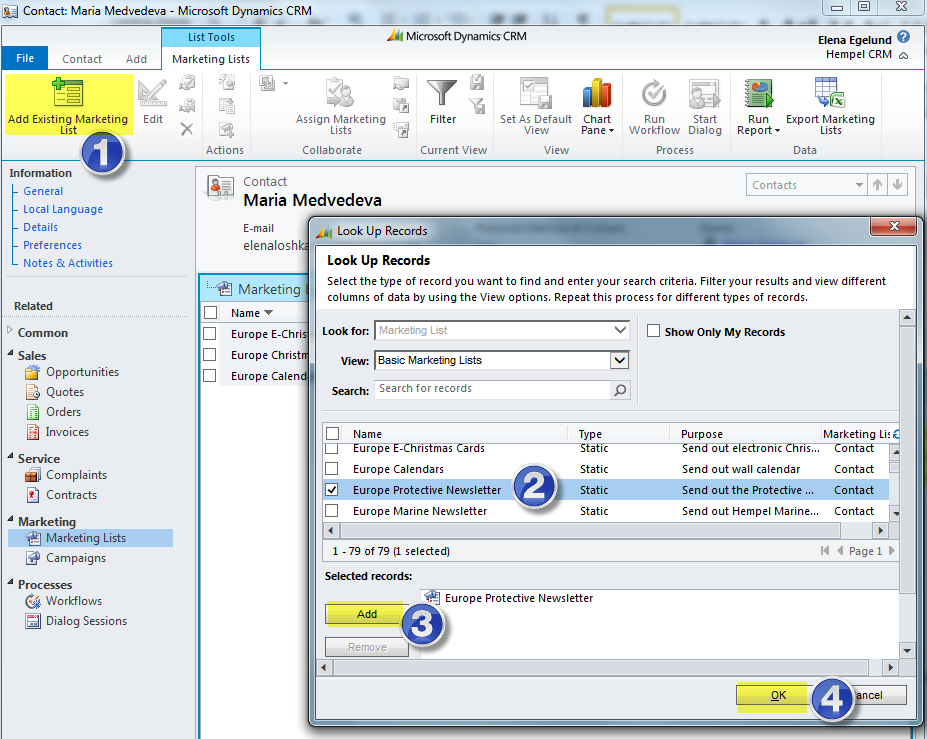 Contact: Maria Medvedeva - Microsoft Dynamics CRM
List Tools
Microsoft Dynamics CRM
Elena Egelund
Hempel CRM
File
Contact
Add
Marketing Lists
Add Existing Marketing
List
Edit
Assign Marketing
Lists
Filter
Set As Default
View
Chart
Pane
Run
Workflow
Start
Dialog
Run
Report
Export Marketing
Lists
Actions
Collaborate
Current View
View
Process
Data
1
Information
General
Local Language
Details
Preferences
Notes & Activities
Related
Common
Sales
Opportunities
Quotes
Orders
Invoices
Service
Complaints
Contracts
Marketing
Marketing Lists
Campaigns
Processes
Workflows
Dialog Sessions
Contact
Maria Medvedeva
Contacts
E-mail
elenaloshka
Marketing
Name
Europe E-Chris
Europe Christm
Europe Calend
Look Up Records
Look Up Records
Select the type of record you want to find and enter your search criteria. Filter your results and view different
columns of data by using the View options. Repeat this process for different types of records.
Look for: Marketing List
Show Only My Records
View: Basic Marketing Lists
Search: Search for records
Name Type Purpose Marketing Lis
Europe E-Christmas Cards Static Send out electronic Chris... Contact
Europe Calendars Static Send out wall calendar Contact
Europe Protective Newsletter 2 Static Send out the Protective ... Contact
Europe Marine Newsletter Static Send out Hempel Marine... Contact
1 - 79 of 79 (1 selected)
Page 1
Selected records:
Europe Protective Newsletter
Add
3
Remove
OK
4
ancel